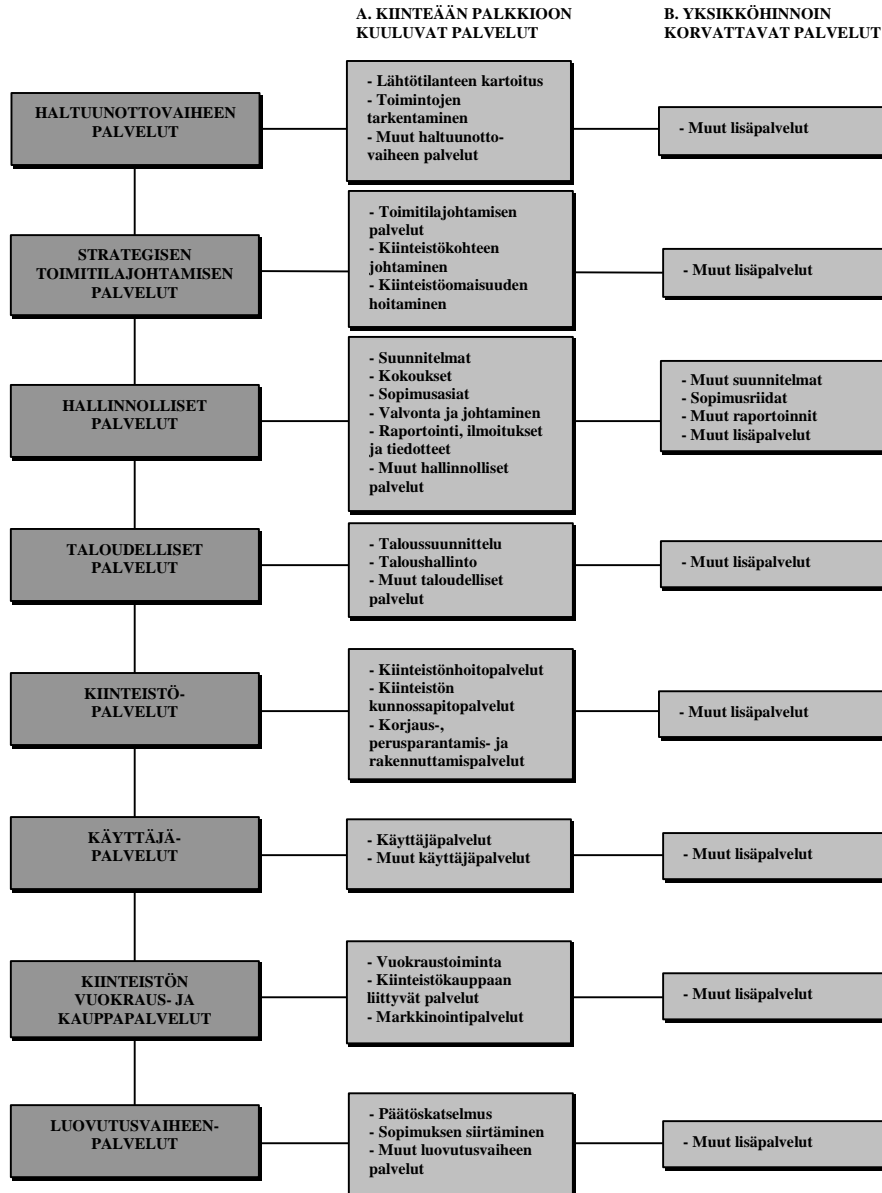 A. KIINTEÄÄN PALKKIOON
KUULUVAT PALVELUT
B. YKSIKKÖHINNOIN
KORVATTAVAT PALVELUT
HALTUUNOTTOVAIHEEN
PALVELUT
- Lähtötilanteen kartoitus
- Toimintojen
tarkentaminen
- Muut haltuunotto-
vaiheen palvelut
- Muut lisäpalvelut
STRATEGISEN
TOIMITILAJOHTAMISEN
PALVELUT
- Toimitilajohtamisen
palvelut
- Kiinteistökohteen
johtaminen
- Kiinteistöomaisuuden
hoitaminen
- Muut lisäpalvelut
HALLINNOLLISET
PALVELUT
- Suunnitelmat
- Kokoukset
- Sopimusasiat
- Valvonta ja johtaminen
- Raportointi, ilmoitukset
ja tiedotteet
- Muut hallinnolliset
palvelut
- Muut suunnitelmat
- Sopimusriidat
- Muut raportoinnit
- Muut lisäpalvelut
TALOUDELLISET
PALVELUT
- Taloussuunnittelu
- Taloushallinto
- Muut taloudelliset
palvelut
- Muut lisäpalvelut
KIINTEISTÖ-
PALVELUT
- Kiinteistönhoitopalvelut
- Kiinteistön
kunnossapitopalvelut
- Korjaus-,
perusparantamis- ja
rakennuttamispalvelut
- Muut lisäpalvelut
KÄYTTÄJÄ-
PALVELUT
- Käyttäjäpalvelut
- Muut käyttäjäpalvelut
- Muut lisäpalvelut
KIINTEISTÖN
VUOKRAUS- JA
KAUPPAPALVELUT
- Vuokraustoiminta
- Kiinteistökauppaan
liittyvät palvelut
- Markkinointipalvelut
- Muut lisäpalvelut
LUOVUTUSVAIHEEN-
PALVELUT
- Päätöskatselmus
- Sopimuksen siirtäminen
- Muut luovutusvaiheen
palvelut
- Muut lisäpalvelut